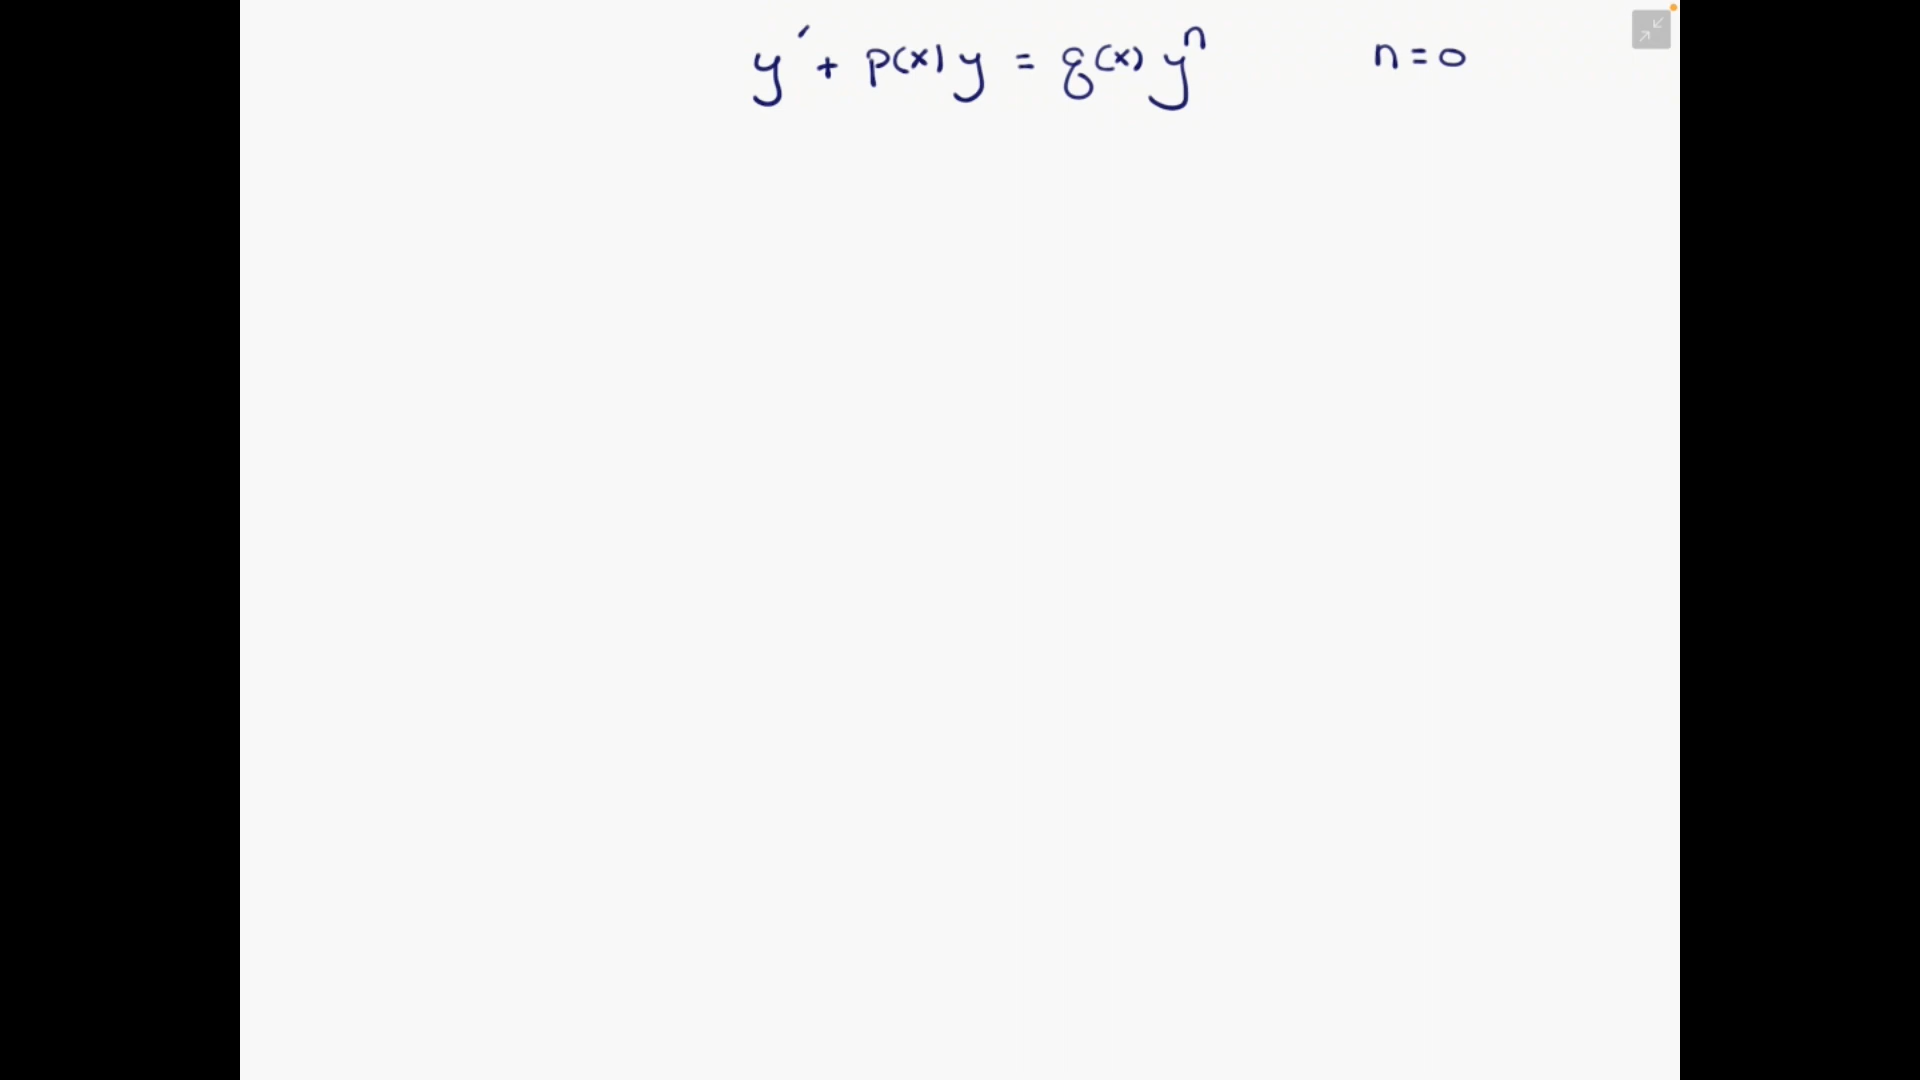 y′ + p(x) y = q(x) yⁿ n = 0